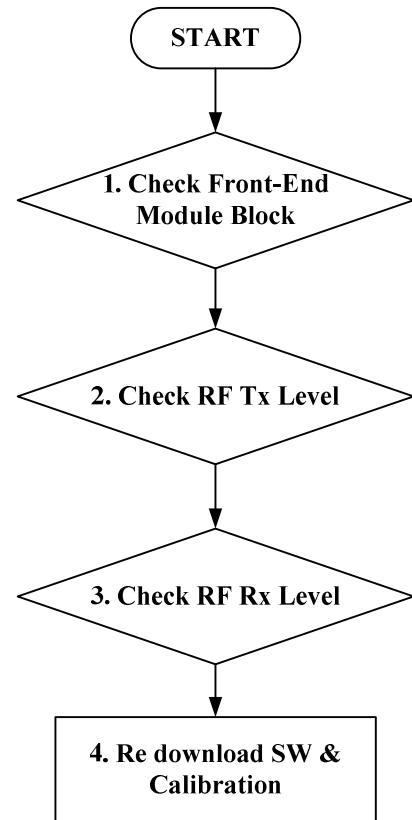 START
1. Check Front-End
Module Block
2. Check RF Tx Level
3. Check RF Rx Level
4. Re download SW &
Calibration